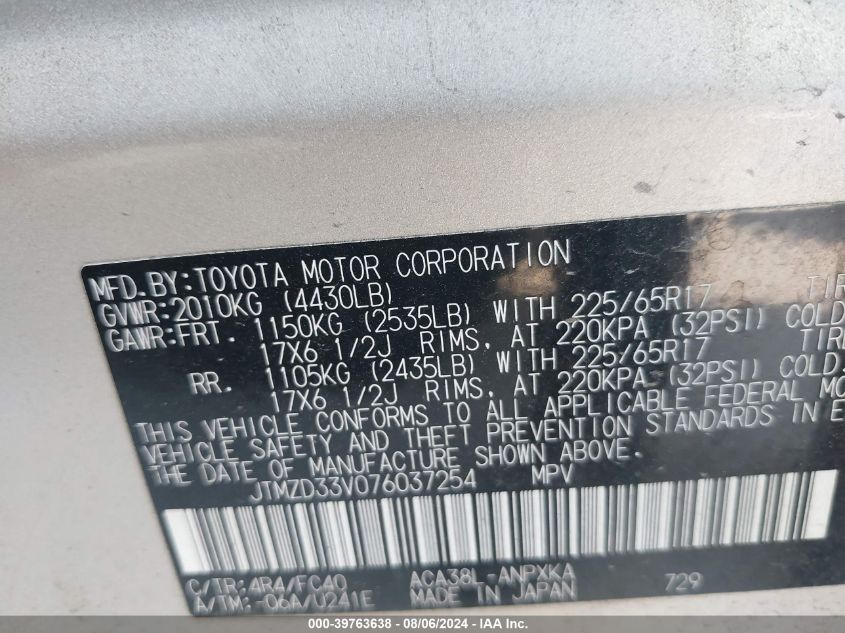 MFD.BY:TOYOTA MOTOR CORPORATION
GVWR:2010KG (4430LB)
GAWR:FRT. 1150KG (2535LB) WITH 225/65R17 TIR
17X6 1/2J RIMS, AT 220KPA (32PSI) COLD
RR. 1105KG (2435LB) WITH 225/65R17 TIRE
17X6 1/2J RIMS, AT 220KPA (32PSI) COLD.
THIS VEHICLE CONFORMS TO ALL APPLICABLE FEDERAL MO
VEHICLE SAFETY AND THEFT PREVENTION STANDARDS IN E
THE DATE OF MANUFACTURE SHOWN ABOVE.
JTMZD33V076037254 MPV
C/TR:4R4/FC40 ACA38L-ANPXKA 729
A/TM:-06A/U241E MADE IN JAPAN
000-39763638 - 08/06/2024 - IAA Inc.